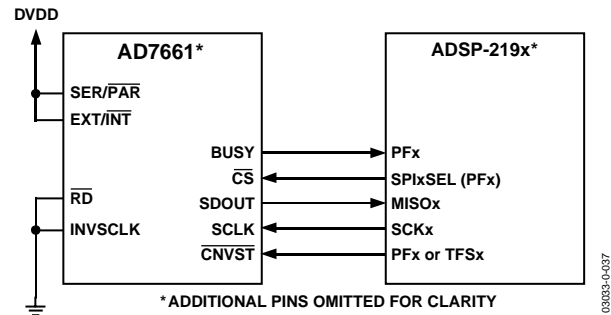 DVDD
AD7661*
ADSP-219x*
SER/PAR
EXT/INT
BUSY
PFx
CS
SPIxSEL (PFx)
RD
SDOUT
MISOx
INVSCLK
SCLK
SCKx
CNVST
PFx or TFSx
*ADDITIONAL PINS OMITTED FOR CLARITY
03033-0-037